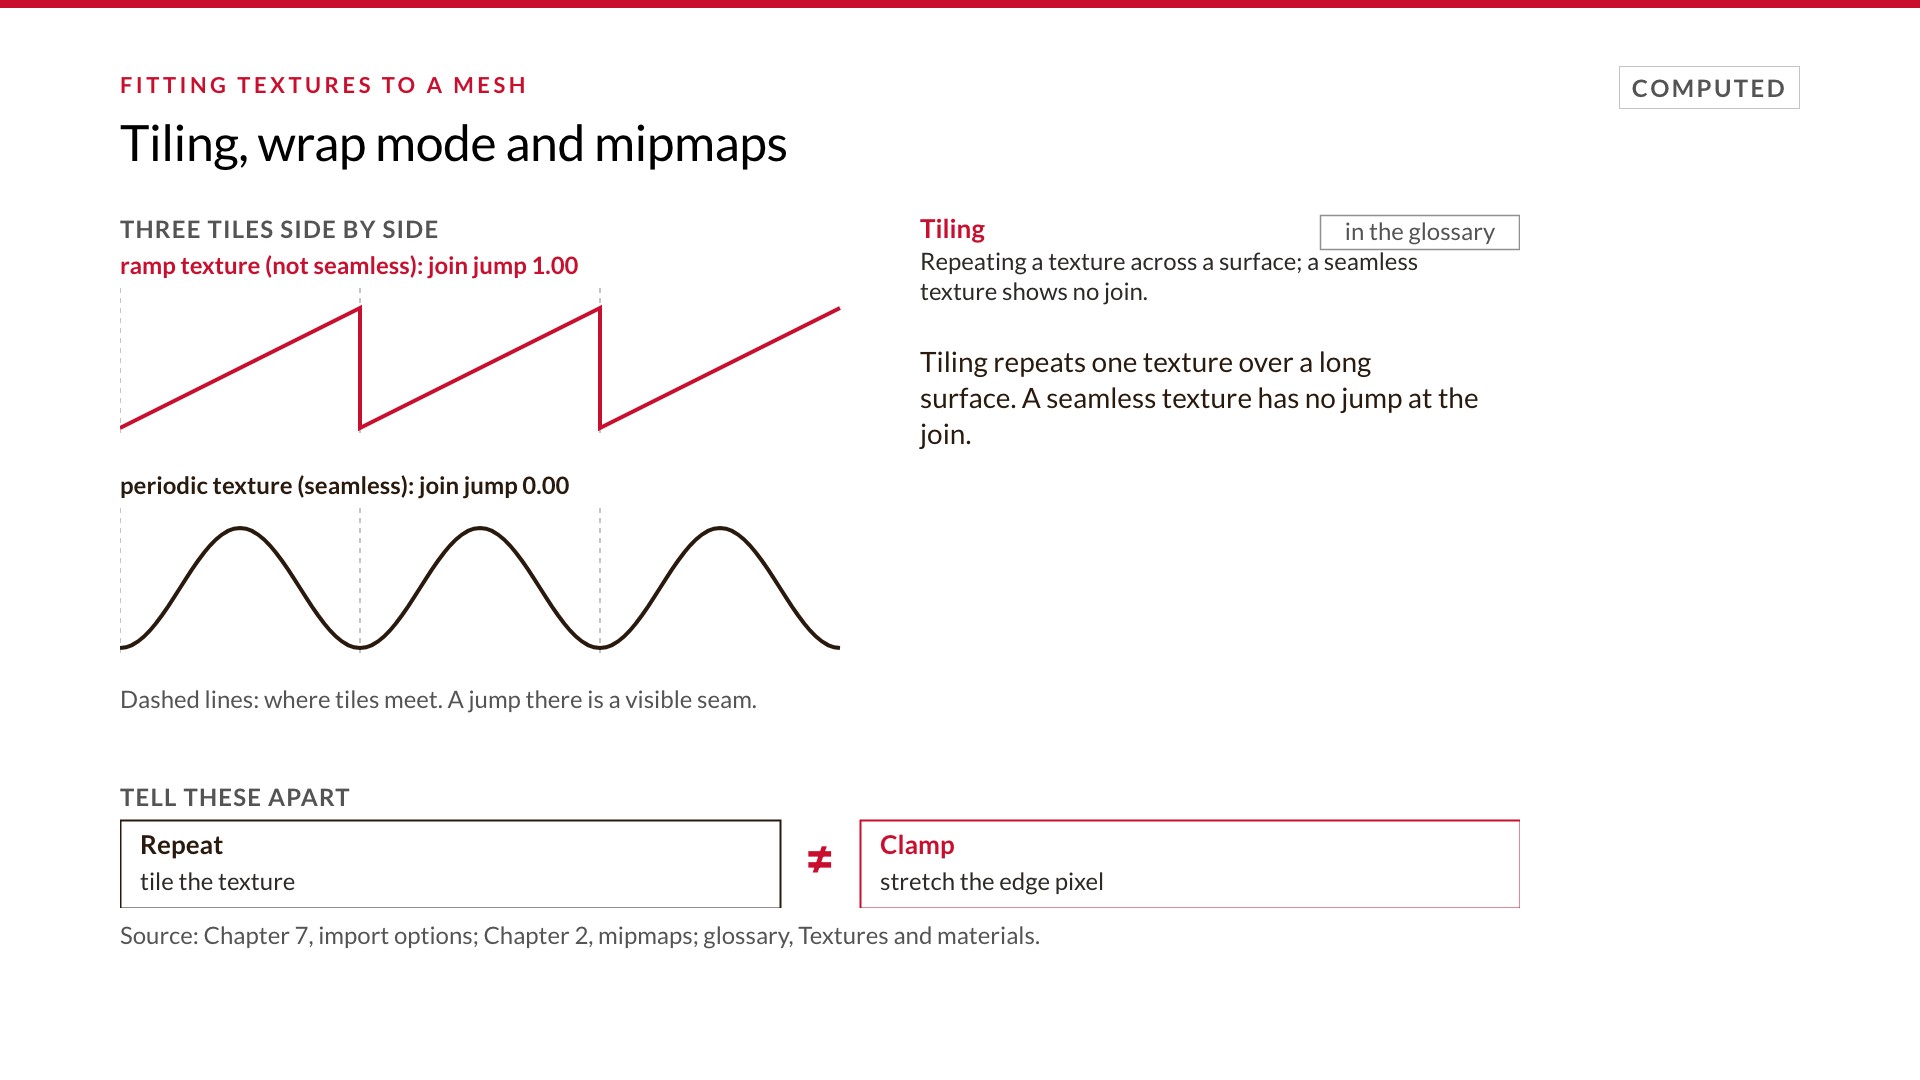 FITTING TEXTURES TO A MESH
COMPUTED
Tiling, wrap mode and mipmaps
THREE TILES SIDE BY SIDE
ramp texture (not seamless): join jump 1.00
periodic texture (seamless): join jump 0.00
Dashed lines: where tiles meet. A jump there is a visible seam.
Tiling
in the glossary
Repeating a texture across a surface; a seamless
texture shows no join.
Tiling repeats one texture over a long
surface. A seamless texture has no jump at the
join.
TELL THESE APART
Repeat
tile the texture
≠
Clamp
stretch the edge pixel
Source: Chapter 7, import options; Chapter 2, mipmaps; glossary, Textures and materials.